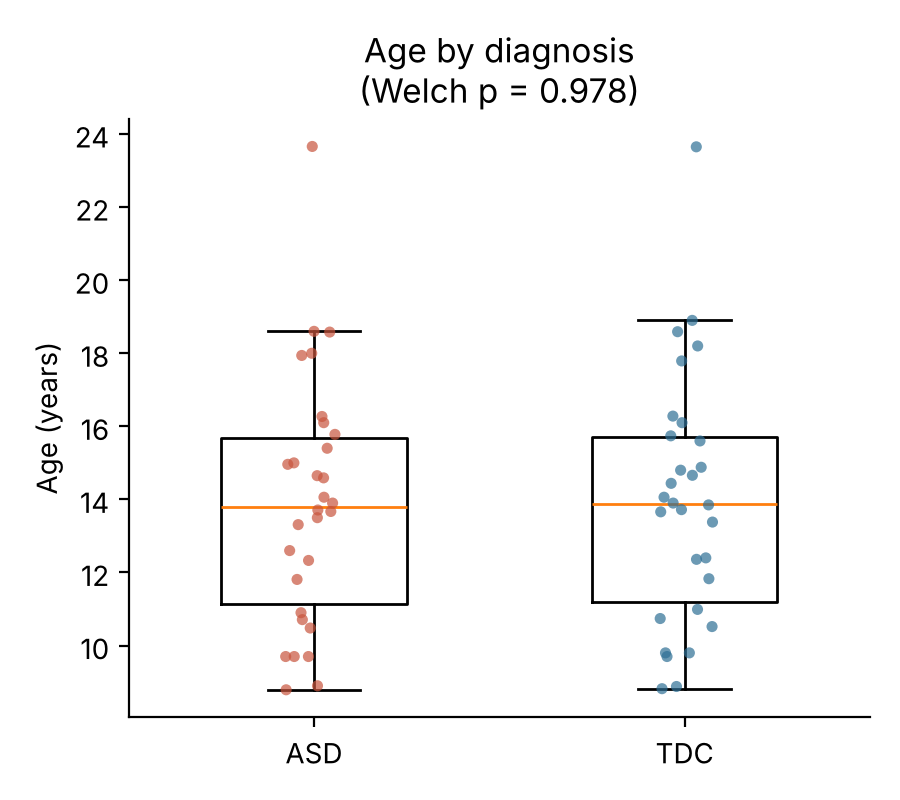 Age by diagnosis
(Welch p = 0.978)
24
22
20
18
16
14
12
10
Age (years)
ASD
TDC